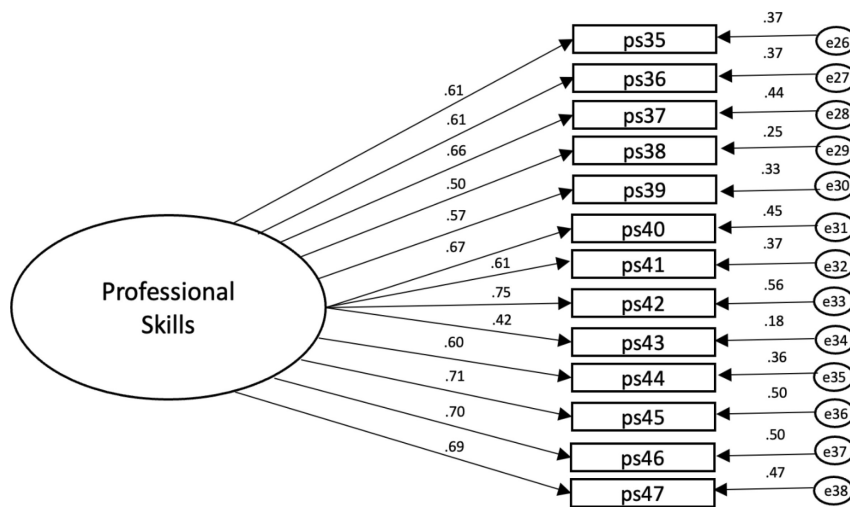 .37
ps35
e26
.37
ps36
e27
.61
.44
ps37
e28
.61
.25
ps38
e29
.66
.33
ps39
e30
.50
.57
.45
ps40
e31
.67
.37
ps41
e32
.61
Professional
Skills
.56
ps42
e33
.75
.18
ps43
e34
.42
.36
ps44
e35
.60
.50
ps45
e36
.71
.50
ps46
e37
.70
.47
ps47
e38
.69